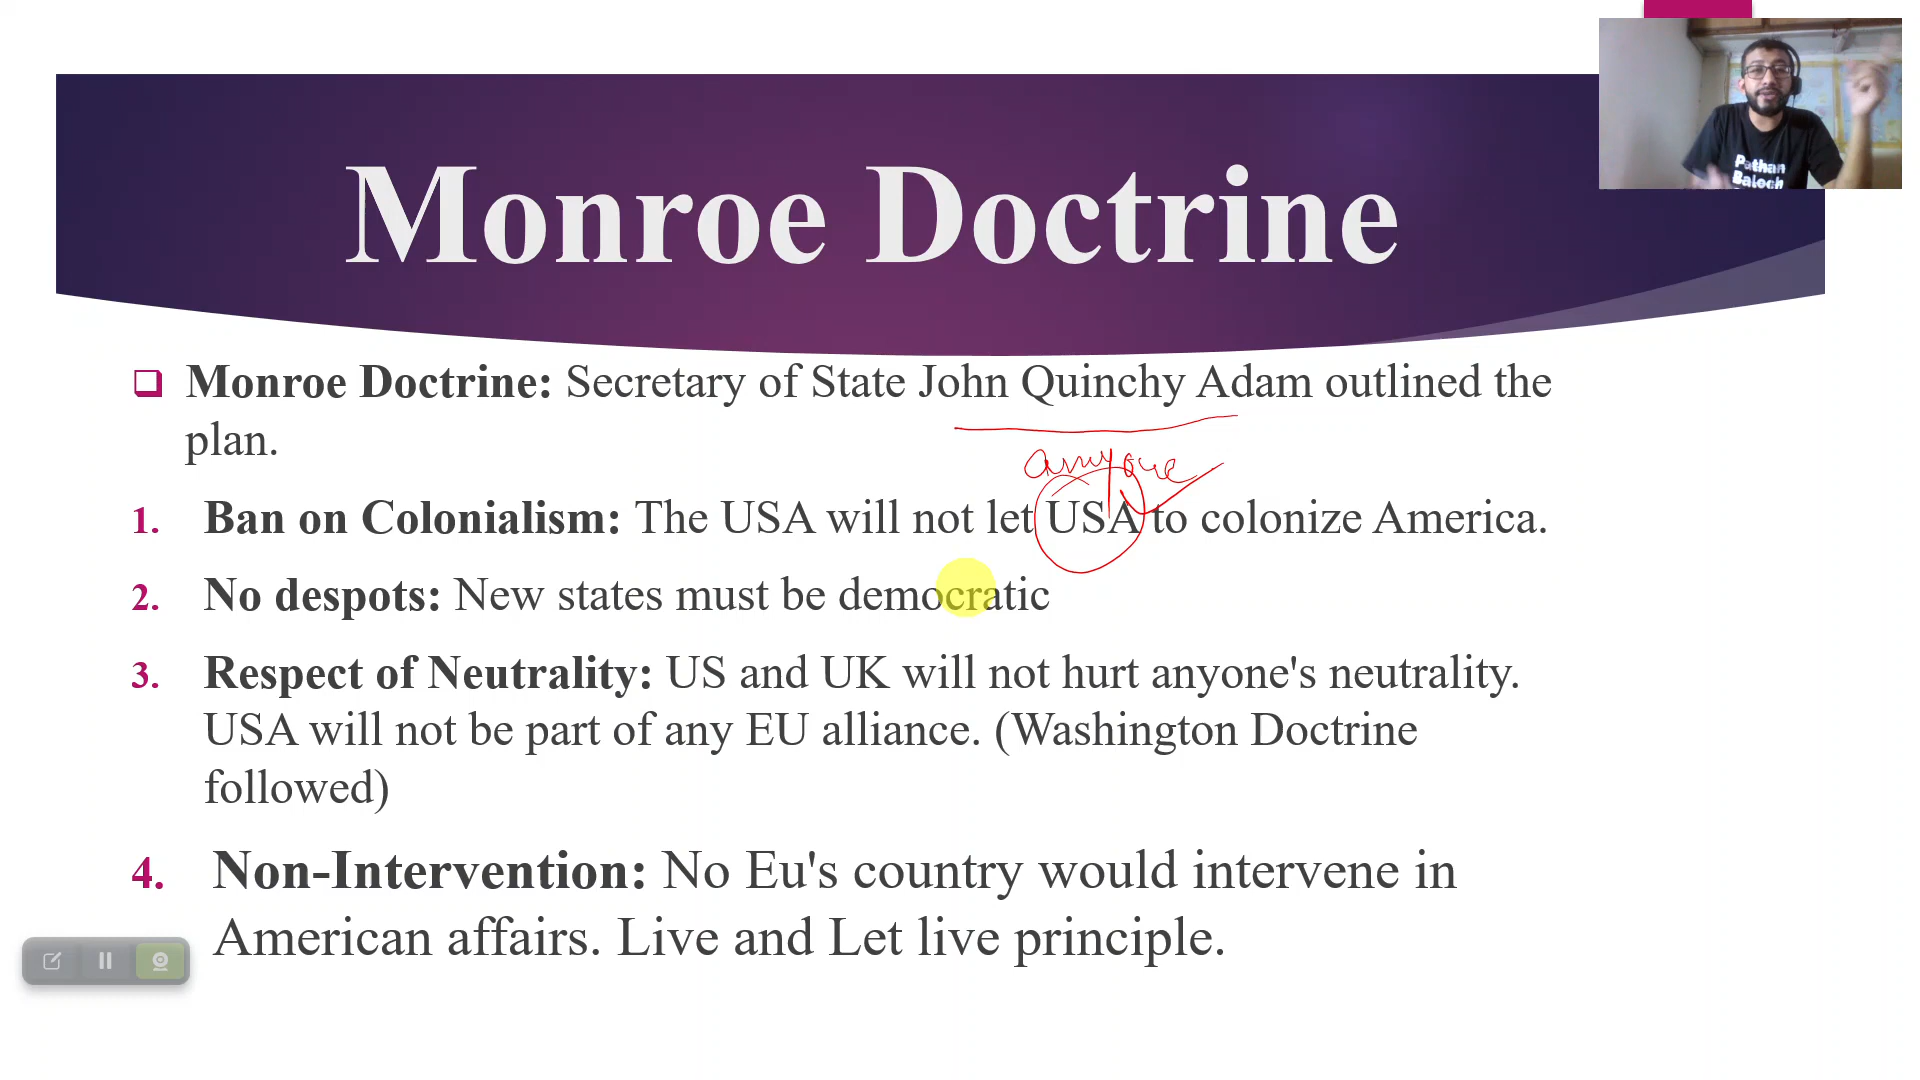 Pathan
Baloch
Monroe Doctrine
Monroe Doctrine: Secretary of State John Quinchy Adam outlined the
plan.
anyone
1. Ban on Colonialism: The USA will not let USA to colonize America.
2. No despots: New states must be democratic
3. Respect of Neutrality: US and UK will not hurt anyone's neutrality.
USA will not be part of any EU alliance. (Washington Doctrine
followed)
4. Non-Intervention: No Eu's country would intervene in
American affairs. Live and Let live principle.